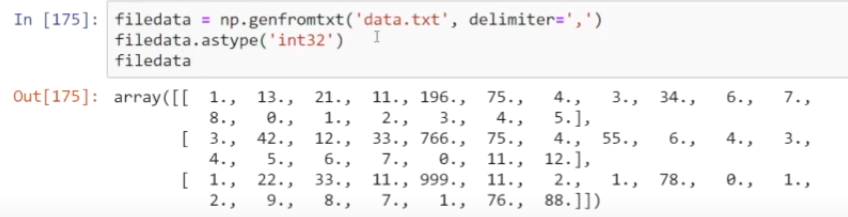 In [175]: filedata = np.genfromtxt('data.txt', delimiter=',')
filedata.astype('int32')
filedata
Out[175]: array([[  1.,  13.,  21.,  11., 196.,  75.,   4.,   3.,  34.,   6.,   7.,
8.,   0.,   1.,   2.,   3.,   4.,   5.],
[  3.,  42.,  12.,  33., 766.,  75.,   4.,  55.,   6.,   4.,   3.,
4.,   5.,   6.,   7.,   0.,  11.,  12.],
[  1.,  22.,  33.,  11., 999.,  11.,   2.,   1.,  78.,   0.,   1.,
2.,   9.,   8.,   7.,   1.,  76.,  88.]])